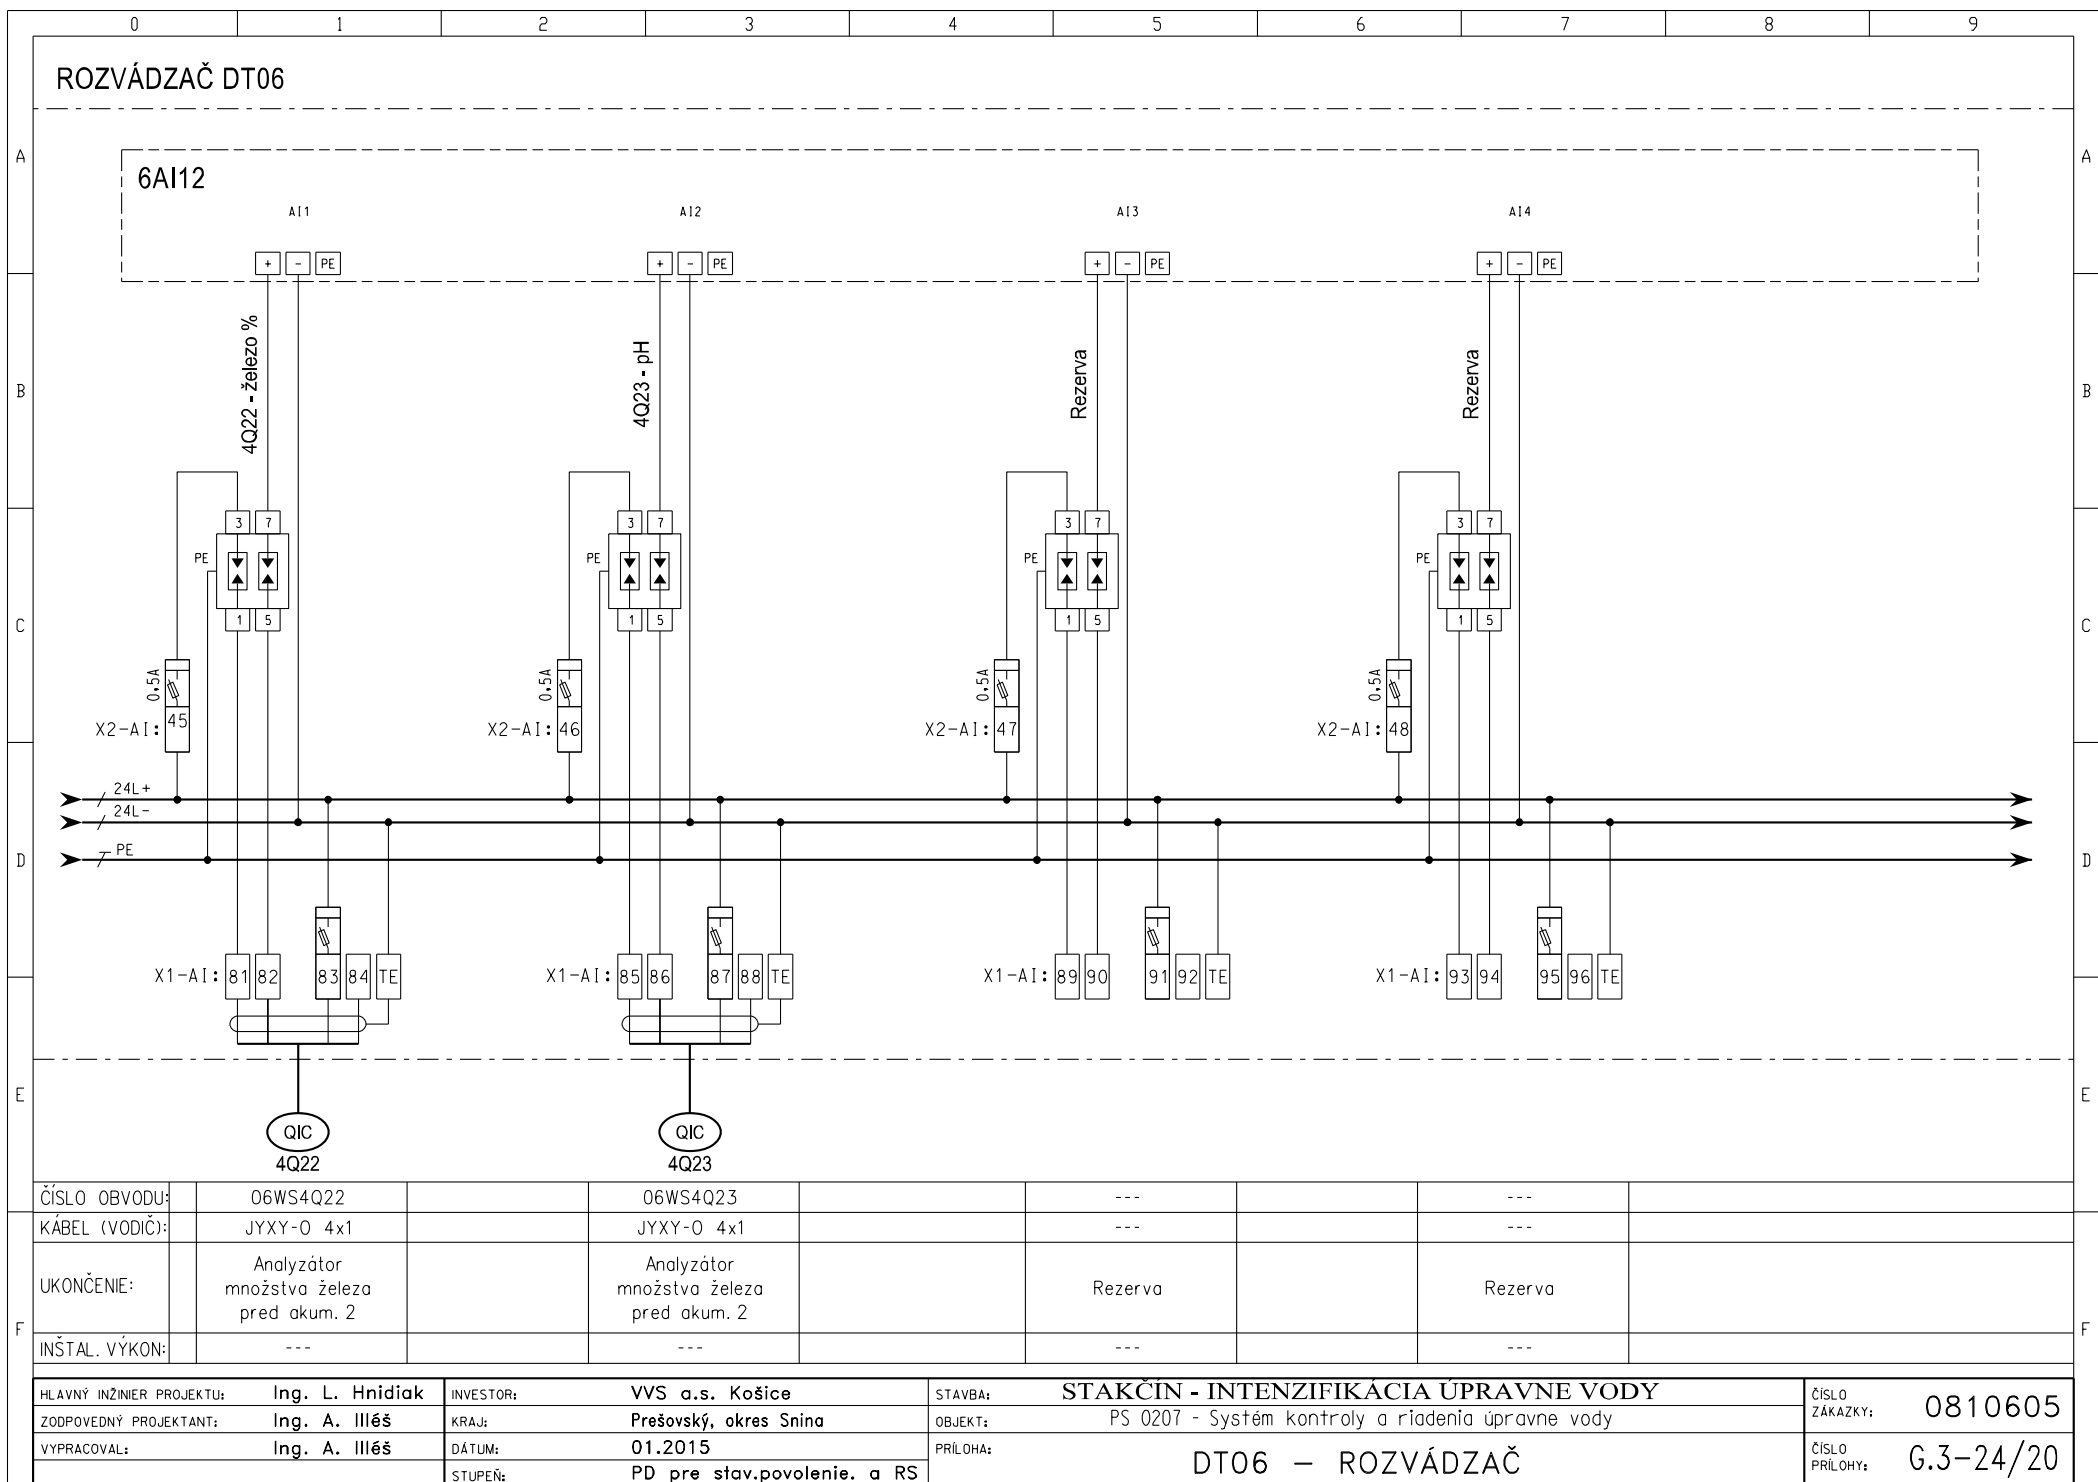 0 1 2 3 4 5 6 7 8 9
ROZVÁDZAČ DT06
A A
6AI12
AI1 AI2 AI3 AI4
+ - PE + - PE + - PE + - PE
4Q22 - železo %
4Q23 - pH
Rezerva
Rezerva
B B
3 7 3 7 3 7 3 7
PE PE PE PE
1 5 1 5 1 5 1 5
C C
0,5A 0,5A 0,5A 0,5A
X2-AI: 45 X2-AI: 46 X2-AI: 47 X2-AI: 48
24L+
24L-
PE
D D
X1-AI: 81 82 83 84 TE X1-AI: 85 86 87 88 TE X1-AI: 89 90 91 92 TE X1-AI: 93 94 95 96 TE
E E
QIC QIC
4Q22 4Q23
ČÍSLO OBVODU: 06WS4Q22 06WS4Q23 --- ---
KÁBEL (VODIČ): JYXY-O 4x1 JYXY-O 4x1 --- ---
UKONČENIE:
Analyzátor
množstva železa
pred akum. 2
Analyzátor
množstva železa
pred akum. 2
Rezerva
Rezerva
F F
INŠTAL. VÝKON: --- --- --- ---
HLAVNÝ INŽINIER PROJEKTU: Ing. L. Hnidiak
ZODPOVEDNÝ PROJEKTANT: Ing. A. Illéš
VYPRACOVAL: Ing. A. Illéš
INVESTOR: VVS a.s. Košice
KRAJ: Prešovský, okres Snina
DÁTUM: 01.2015
STUPEŇ: PD pre stav.povolenie. a RS
STAVBA: STAKČÍN - INTENZIFIKÁCIA ÚPRAVNE VODY
OBJEKT: PS 0207 - Systém kontroly a riadenia úpravne vody
PRÍLOHA: DT06 – ROZVÁDZAČ
ČÍSLO
ZÁKAZKY: 0810605
ČÍSLO
PRÍLOHY: G.3-24/20